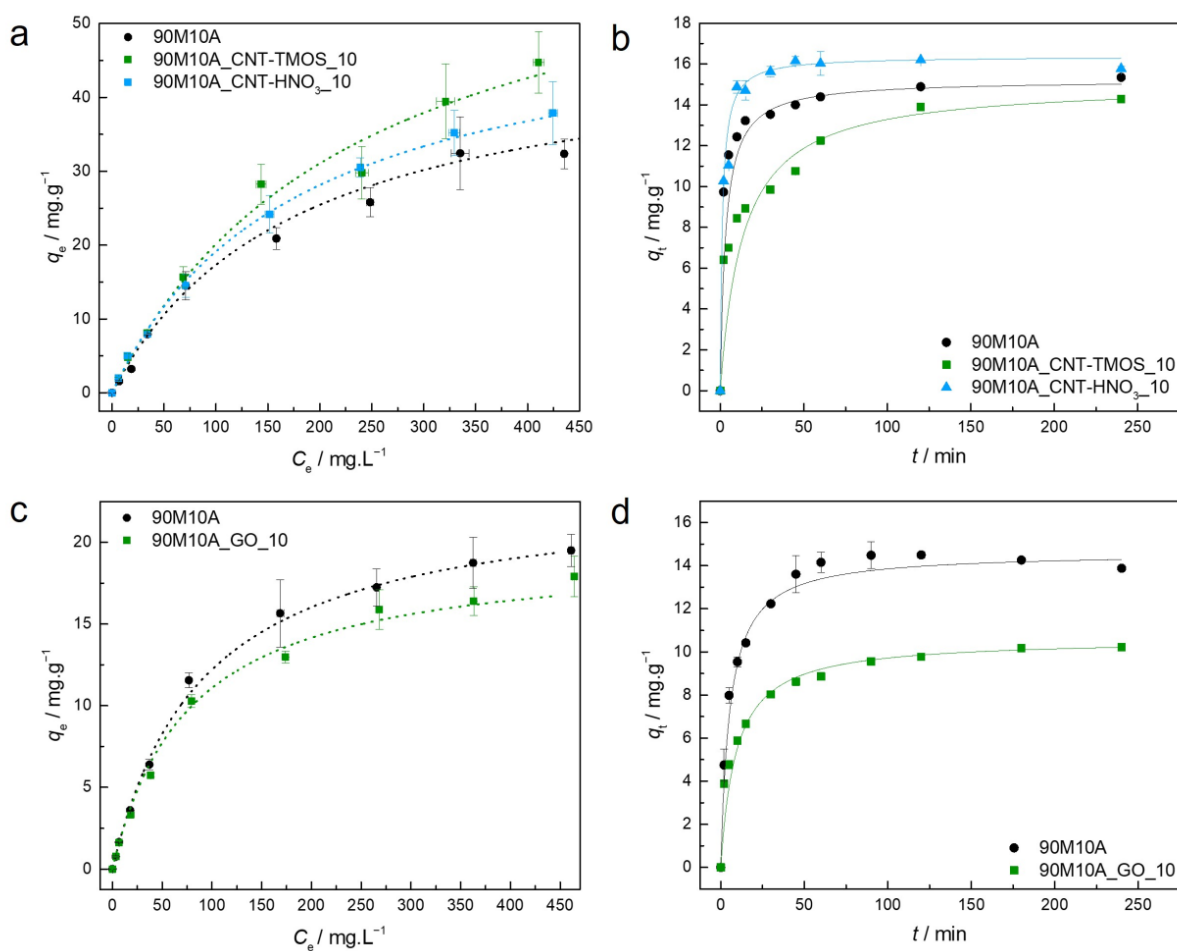 a
90M10A
90M10A_CNT-TMOS_10
90M10A_CNT-HNO₃_10
50
40
30
20
10
0
qₑ / mg.g⁻¹
0 50 100 150 200 250 300 350 400 450
Cₑ / mg.L⁻¹
b
18
16
14
12
10
8
6
4
2
0
qₜ / mg.g⁻¹
90M10A
90M10A_CNT-TMOS_10
90M10A_CNT-HNO₃_10
0 50 100 150 200 250
t / min
c
90M10A
90M10A_GO_10
20
15
10
5
0
qₑ / mg.g⁻¹
0 50 100 150 200 250 300 350 400 450
Cₑ / mg.L⁻¹
d
16
14
12
10
8
6
4
2
0
qₜ / mg.g⁻¹
90M10A
90M10A_GO_10
0 50 100 150 200 250
t / min